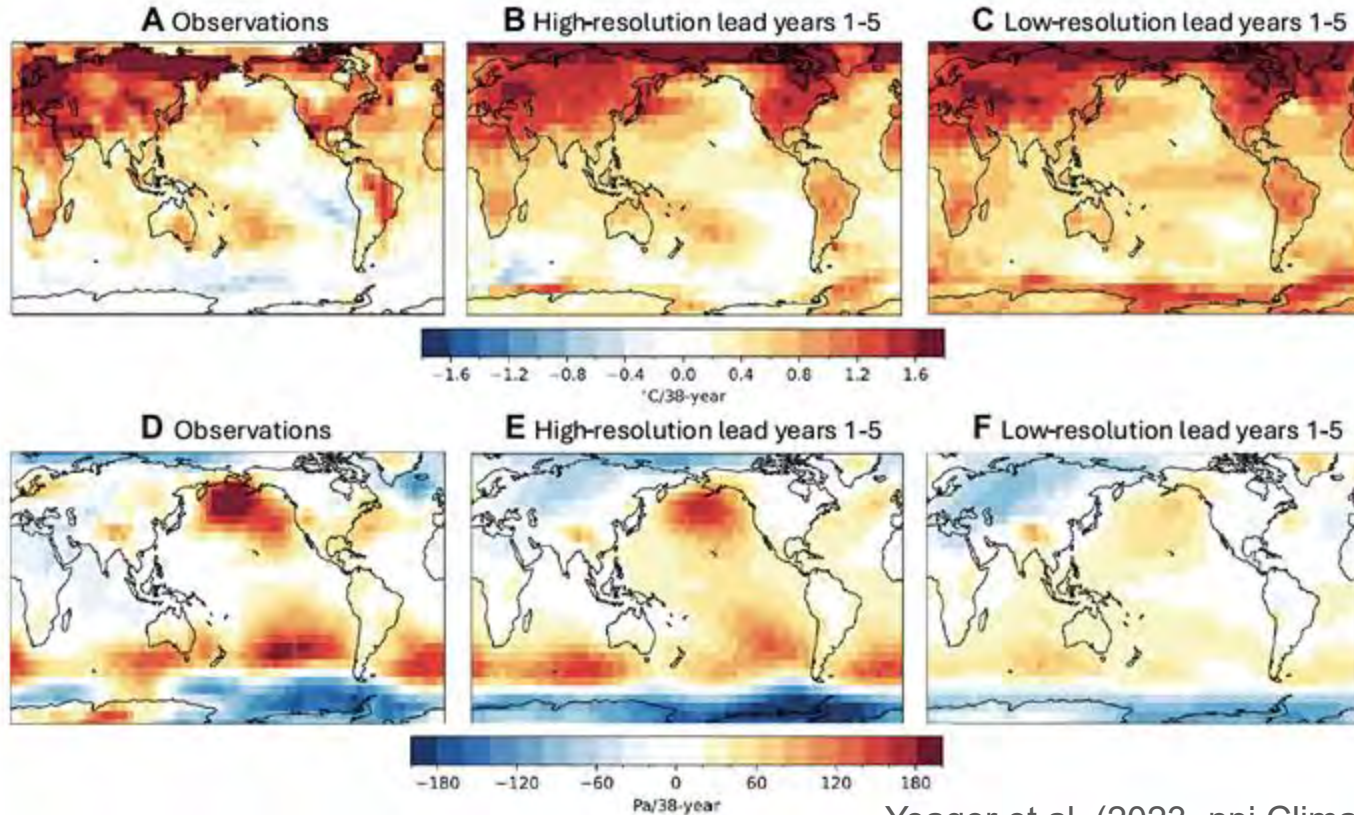 A Observations
B High-resolution lead years 1-5
C Low-resolution lead years 1-5
−1.6 −1.2 −0.8 −0.4 0.0 0.4 0.8 1.2 1.6
°C/38-year
D Observations
E High-resolution lead years 1-5
F Low-resolution lead years 1-5
−180 −120 −60 0 60 120 180
Pa/38-year
Yeager et al. (2023, npj Clima